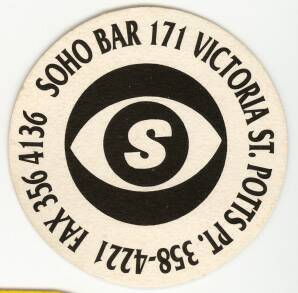 SOHO BAR 171 VICTORIA ST. POTTS PT. 358-4221 FAX 356 4136
S